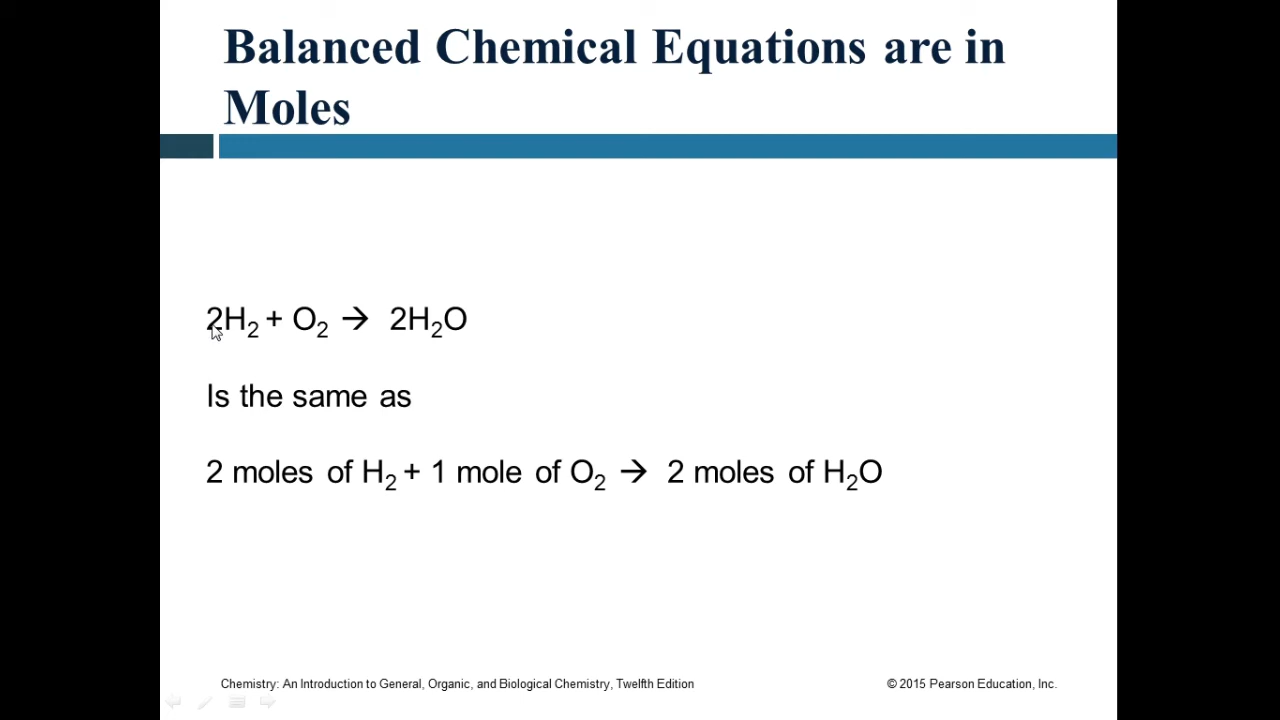 Balanced Chemical Equations are in
Moles
2H₂ + O₂ → 2H₂O
Is the same as
2 moles of H₂ + 1 mole of O₂ → 2 moles of H₂O
Chemistry: An Introduction to General, Organic, and Biological Chemistry, Twelfth Edition
© 2015 Pearson Education, Inc.